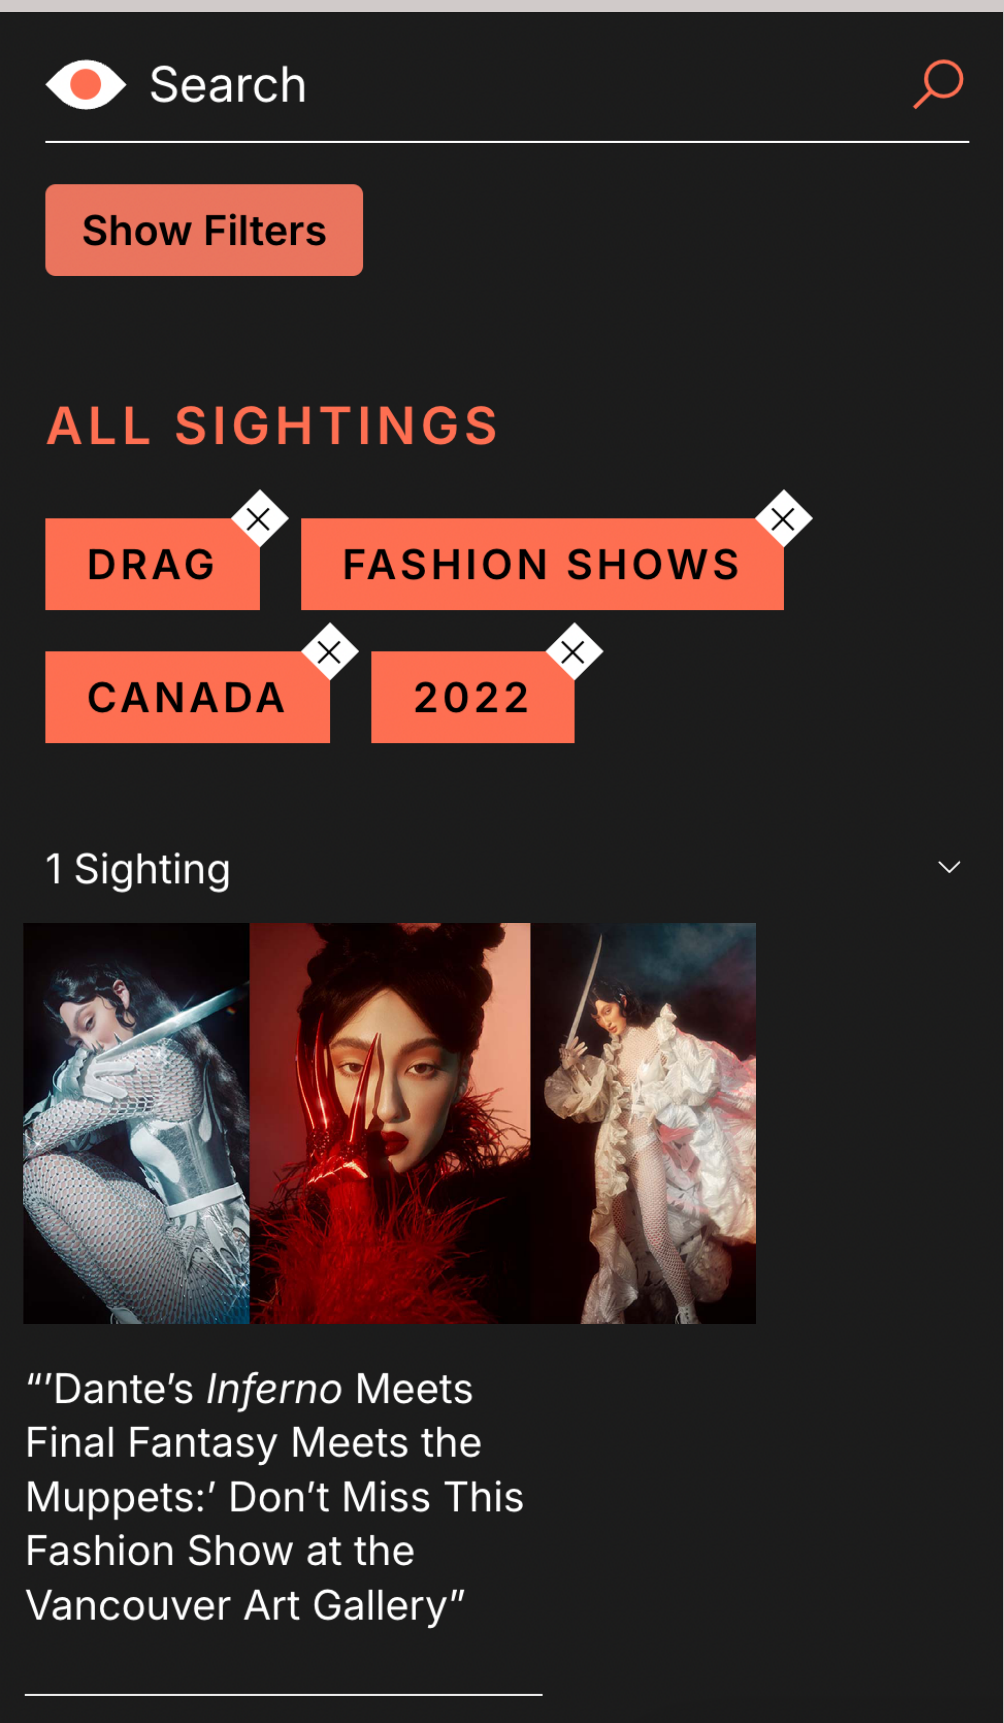 Search
Show Filters
ALL SIGHTINGS
DRAG
FASHION SHOWS
CANADA
2022
1 Sighting
“‘Dante’s Inferno Meets
Final Fantasy Meets the
Muppets:’ Don’t Miss This
Fashion Show at the
Vancouver Art Gallery”